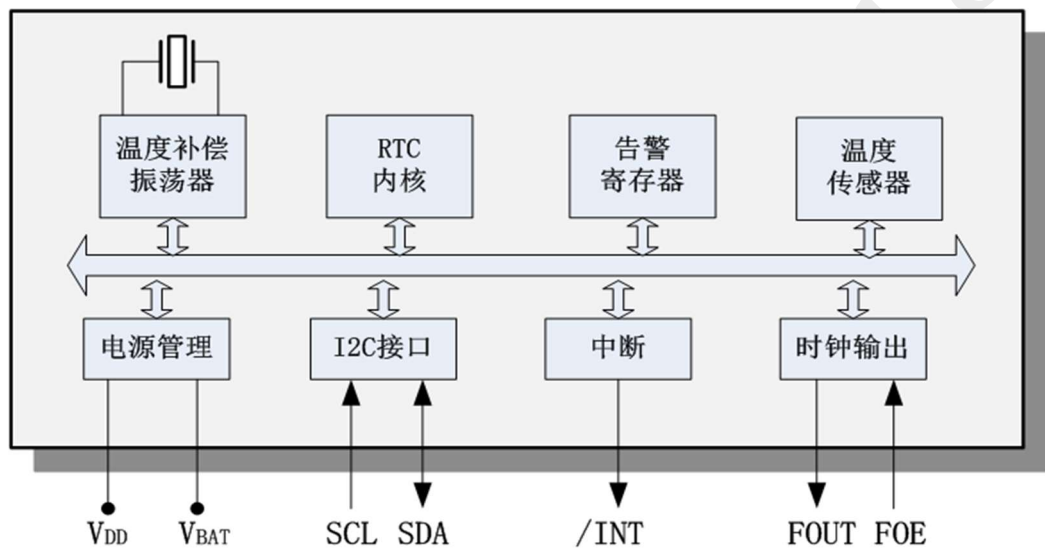 温度补偿
振荡器
RTC
内核
告警
寄存器
温度
传感器
电源管理
I2C接口
中断
时钟输出
VDD
VBAT
SCL
SDA
/INT
FOUT
FOE